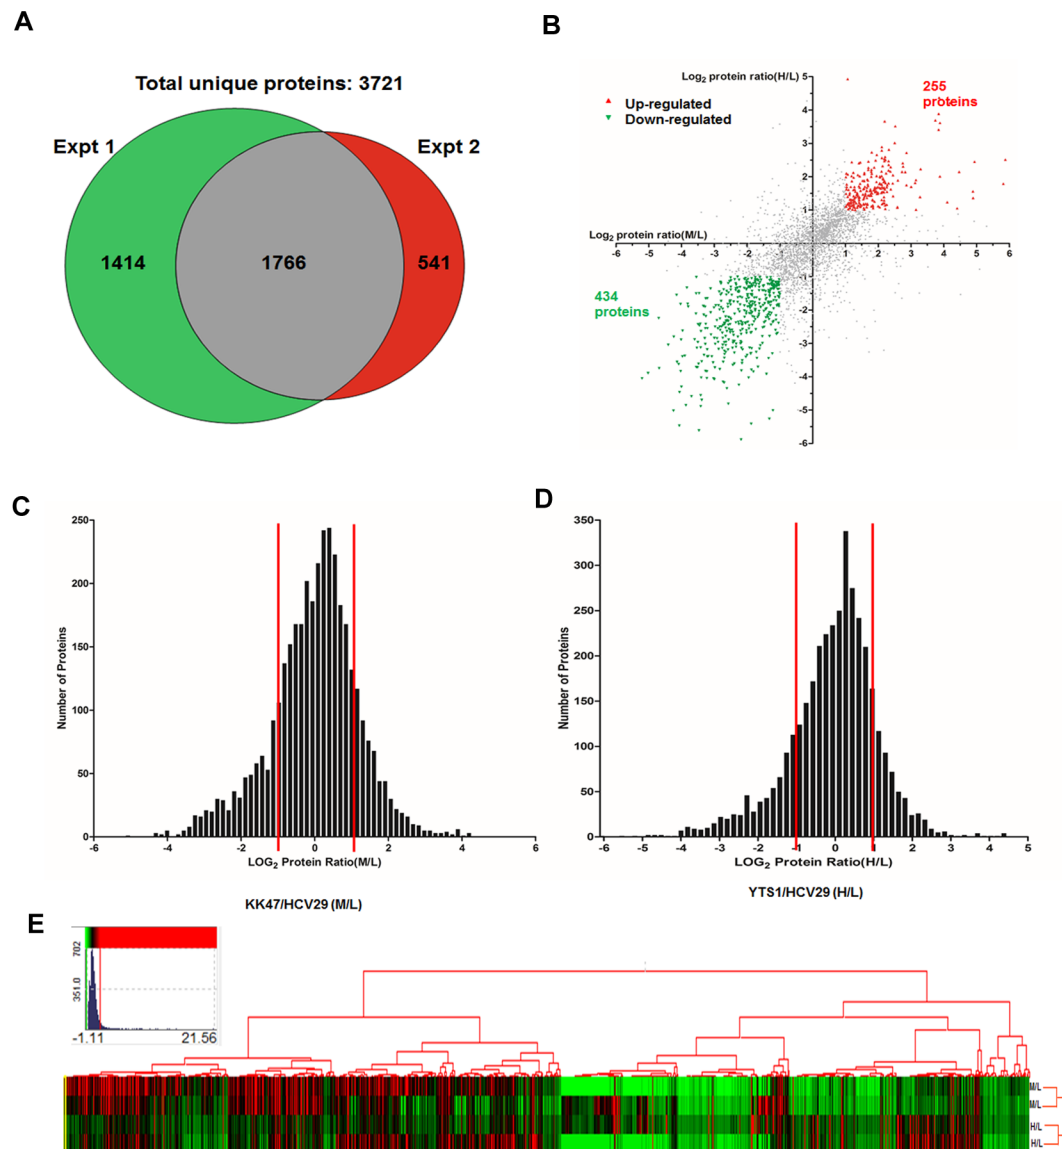 A
Total unique proteins: 3721
Expt 1
Expt 2
1414
1766
541
B
Log2 protein ratio(H/L)
Up-regulated
Down-regulated
255
proteins
Log2 protein ratio(M/L)
434
proteins
5
4
3
2
1
-1
-2
-3
-4
-5
-6
-6 -5 -4 -3 -2 -1 1 2 3 4 5 6
C
Number of Proteins
250
200
150
100
50
0
-6 -4 -2 0 2 4 6
LOG2 Protein Ratio(M/L)
KK47/HCV29 (M/L)
D
Number of Proteins
350
300
250
200
150
100
50
0
-6 -5 -4 -3 -2 -1 0 1 2 3 4 5
LOG2 Protein Ratio(H/L)
YTS1/HCV29 (H/L)
E
702
351.0
-1.11 21.56
M/L
M/L
H/L
H/L